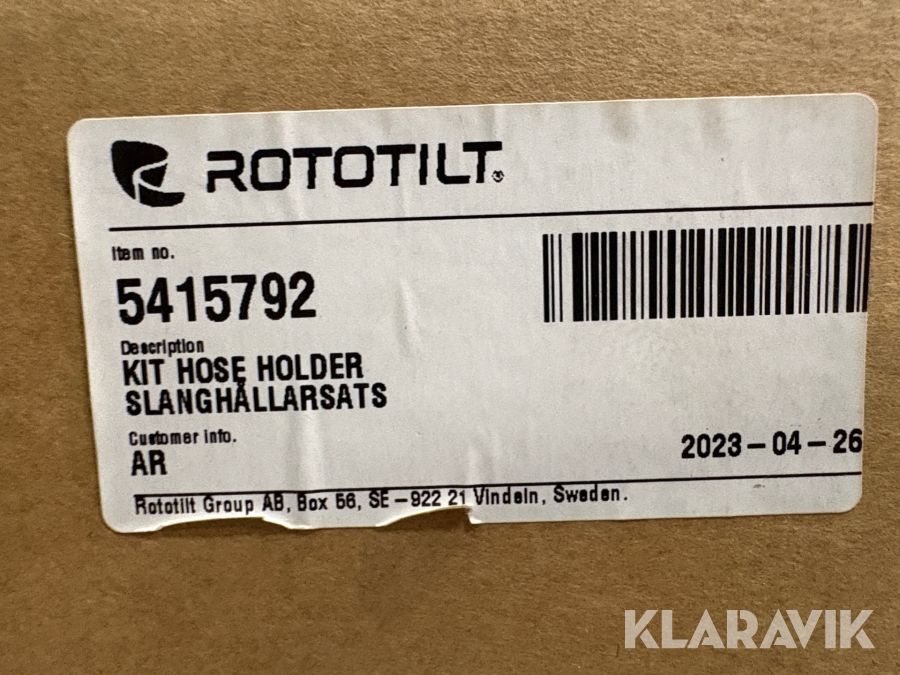 ROTOTILT®
Item no.
5415792
Description
KIT HOSE HOLDER
SLANGHÅLLARSATS
Customer info.
AR
2023-04-26
Rototilt Group AB, Box 56, SE-922 21 Vindeln, Sweden.
KLARAVIK